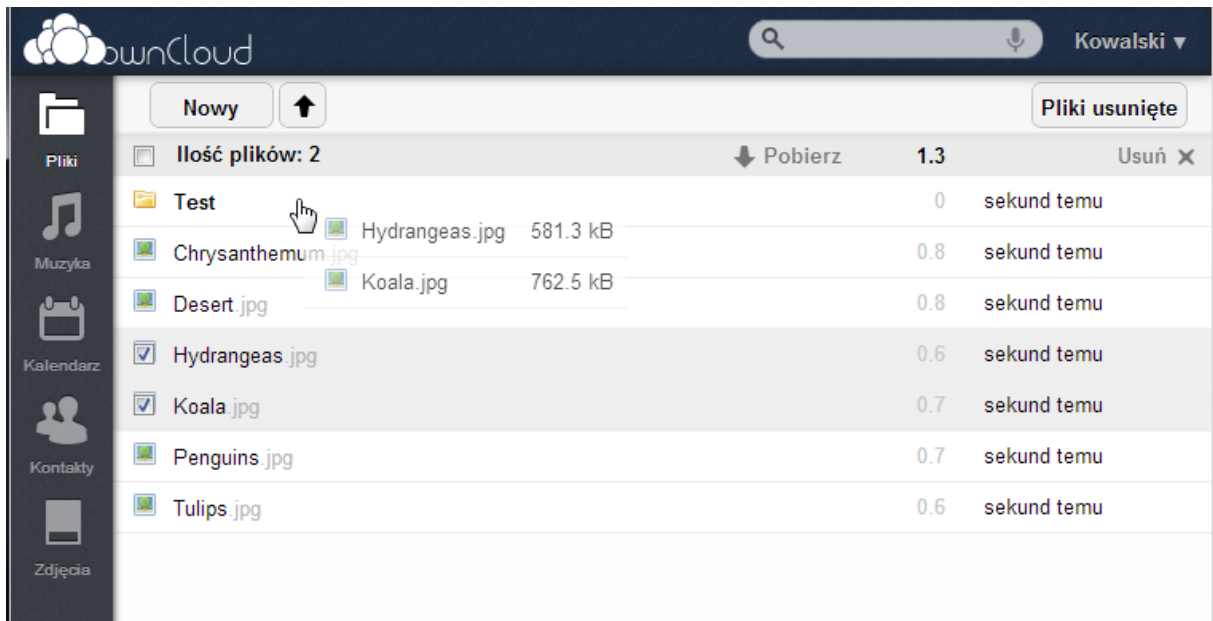 ownCloud
Kowalski ▾
Nowy
Pliki usunięte
Pliki
Ilość plików: 2 Pobierz 1.3 Usuń
Test 0 sekund temu
Hydrangeas.jpg 581.3 kB
Muzyka
Chrysanthemum.jpg 0.8 sekund temu
Koala.jpg 762.5 kB
Desert.jpg 0.8 sekund temu
Kalendarz
Hydrangeas.jpg 0.6 sekund temu
Koala.jpg 0.7 sekund temu
Kontakty
Penguins.jpg 0.7 sekund temu
Tulips.jpg 0.6 sekund temu
Zdjęcia